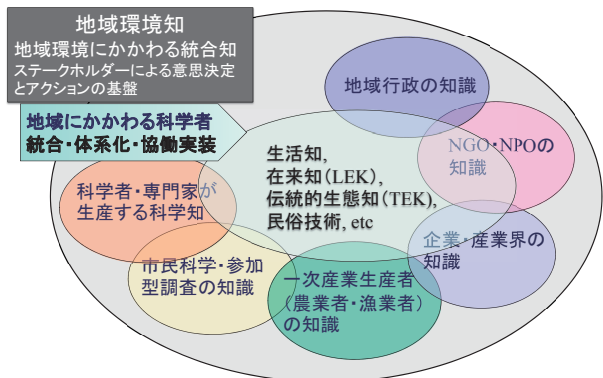 地域環境知
地域環境にかかわる統合知
ステークホルダーによる意思決定
とアクションの基盤
地域にかかわる科学者
統合・体系化・協働実装
地域行政の知識
NGO・NPOの
知識
生活知,
在来知(LEK),
伝統的生態知(TEK),
民俗技術, etc
科学者・専門家が
生産する科学知
企業・産業界の
知識
市民科学・参加
型調査の知識
一次産業生産者
(農業者・漁業者)
の知識